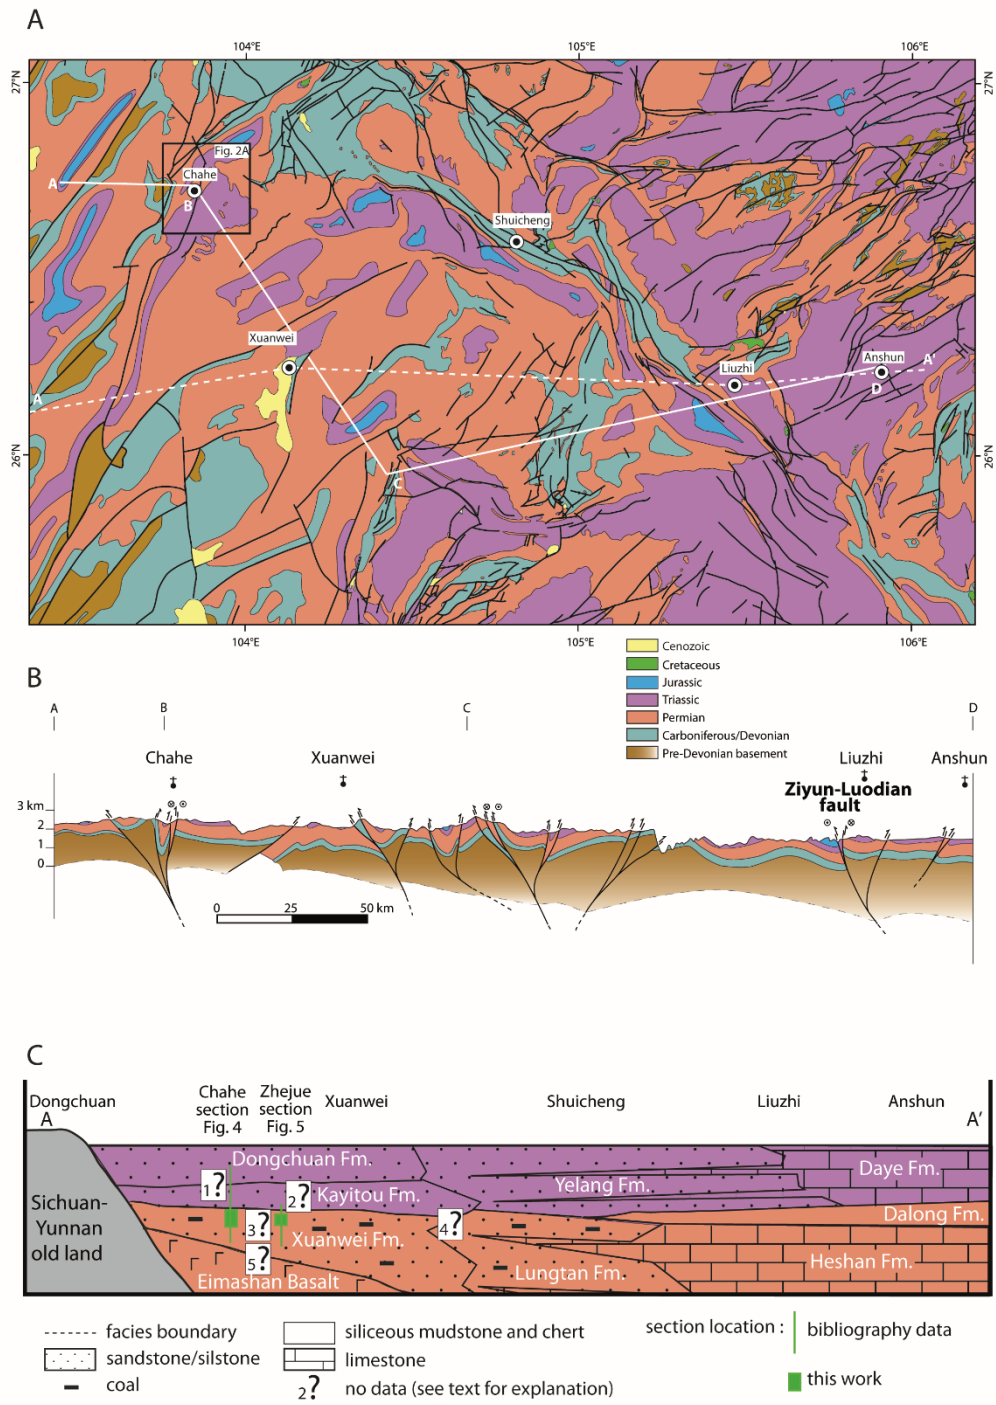 A
104°E
105°E
106°E
27°N
27°N
Fig. 2A
Chahe
A
B
Shuicheng
Xuanwei
Liuzhi
Anshun
A'
D
A
C
26°N
26°N
104°E
105°E
106°E
Cenozoic
Cretaceous
Jurassic
Triassic
Permian
Carboniferous/Devonian
Pre-Devonian basement
B
A
B
C
D
Chahe
Xuanwei
Liuzhi
Anshun
Ziyun-Luodian
fault
3 km
2
1
0
0
25
50 km
C
Dongchuan
A
Chahe
section
Fig. 4
Zhejue
section
Fig. 5
Xuanwei
Shuicheng
Liuzhi
Anshun
A'
Sichuan-
Yunnan
old land
Dongchuan Fm.
1?
2?
Kayitou Fm.
Yelang Fm.
Daye Fm.
Dalong Fm.
3?
4?
Xuanwei Fm.
5?
Eimashan Basalt
Lungtan Fm.
Heshan Fm.
facies boundary
sandstone/silstone
coal
siliceous mudstone and chert
limestone
2? no data (see text for explanation)
section location :
bibliography data
this work